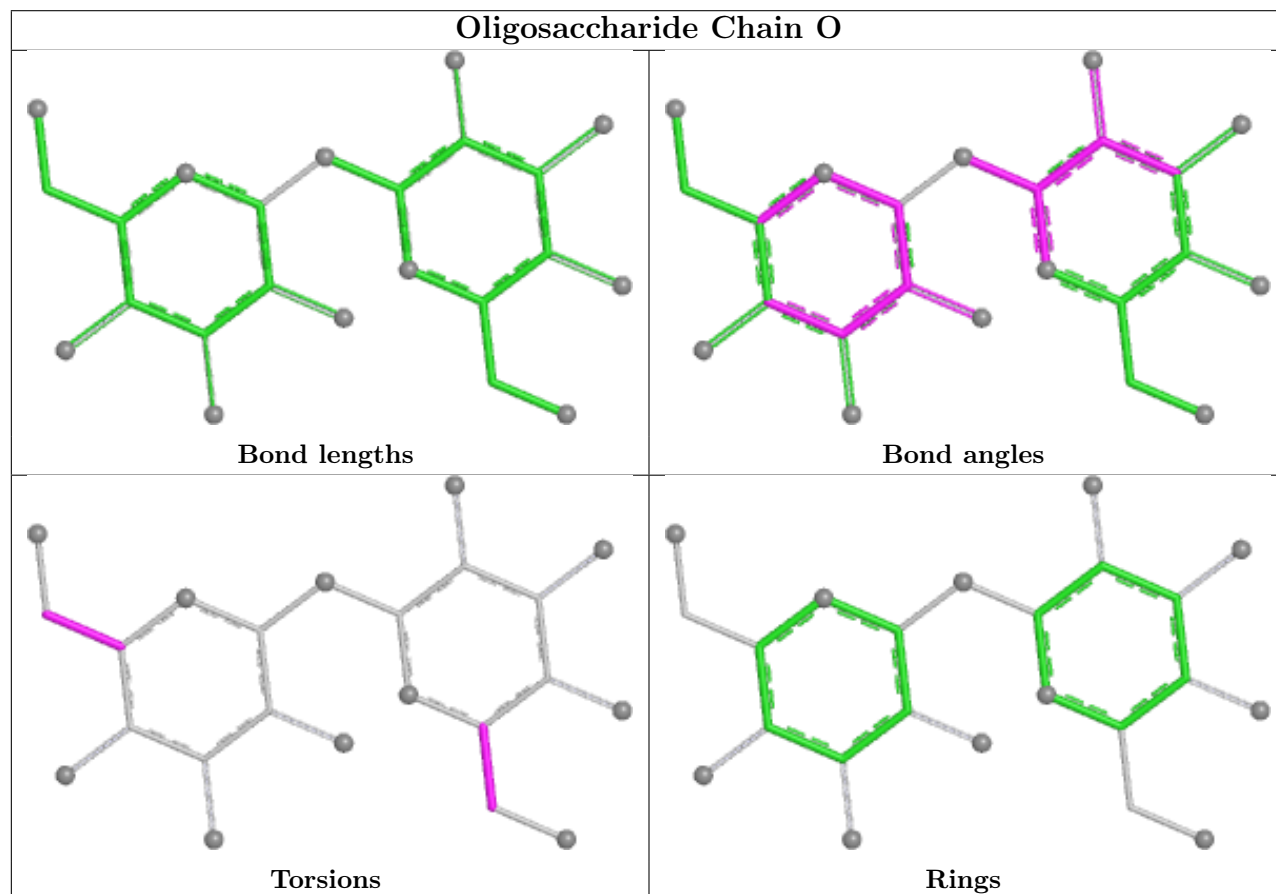 Oligosaccharide Chain O
Bond lengths
Bond angles
Torsions
Rings